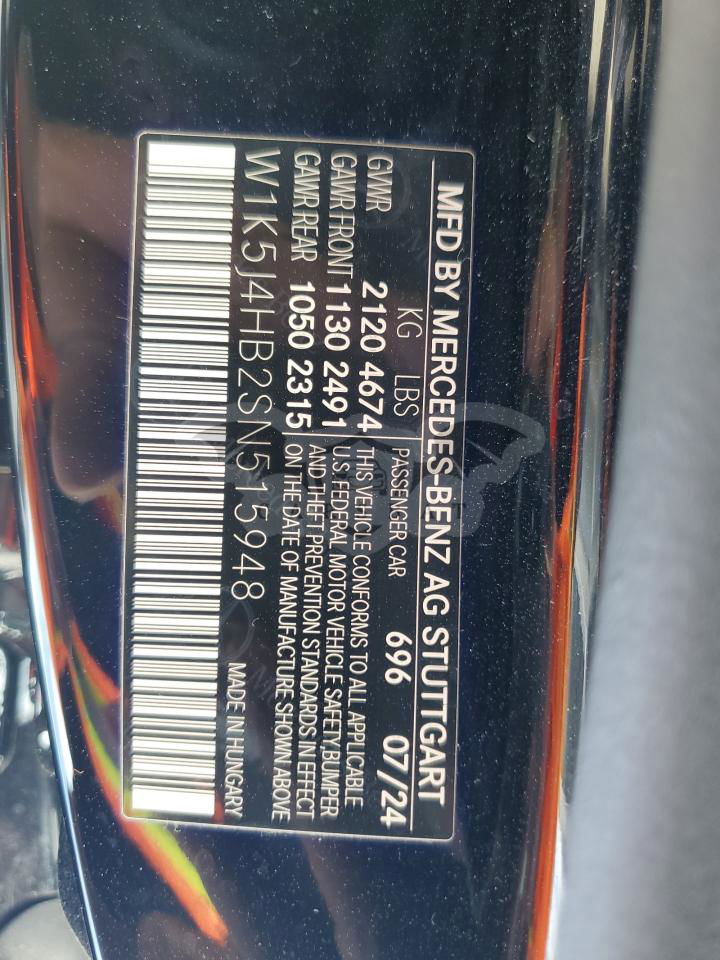 MFD BY MERCEDES-BENZ AG STUTTGART
KG LBS PASSENGER CAR 696 07/24
GWWR 2120 4674 THIS VEHICLE CONFORMS TO ALL APPLICABLE
GAWR FRONT 1130 2491 U.S. FEDERAL MOTOR VEHICLE SAFETY,BUMPER
GAWR REAR 1050 2315 AND THEFT PREVENTION STANDARDS IN EFFECT
ON THE DATE OF MANUFACTURE SHOWN ABOVE
W1K5J4HB2SN515948 MADE IN HUNGARY